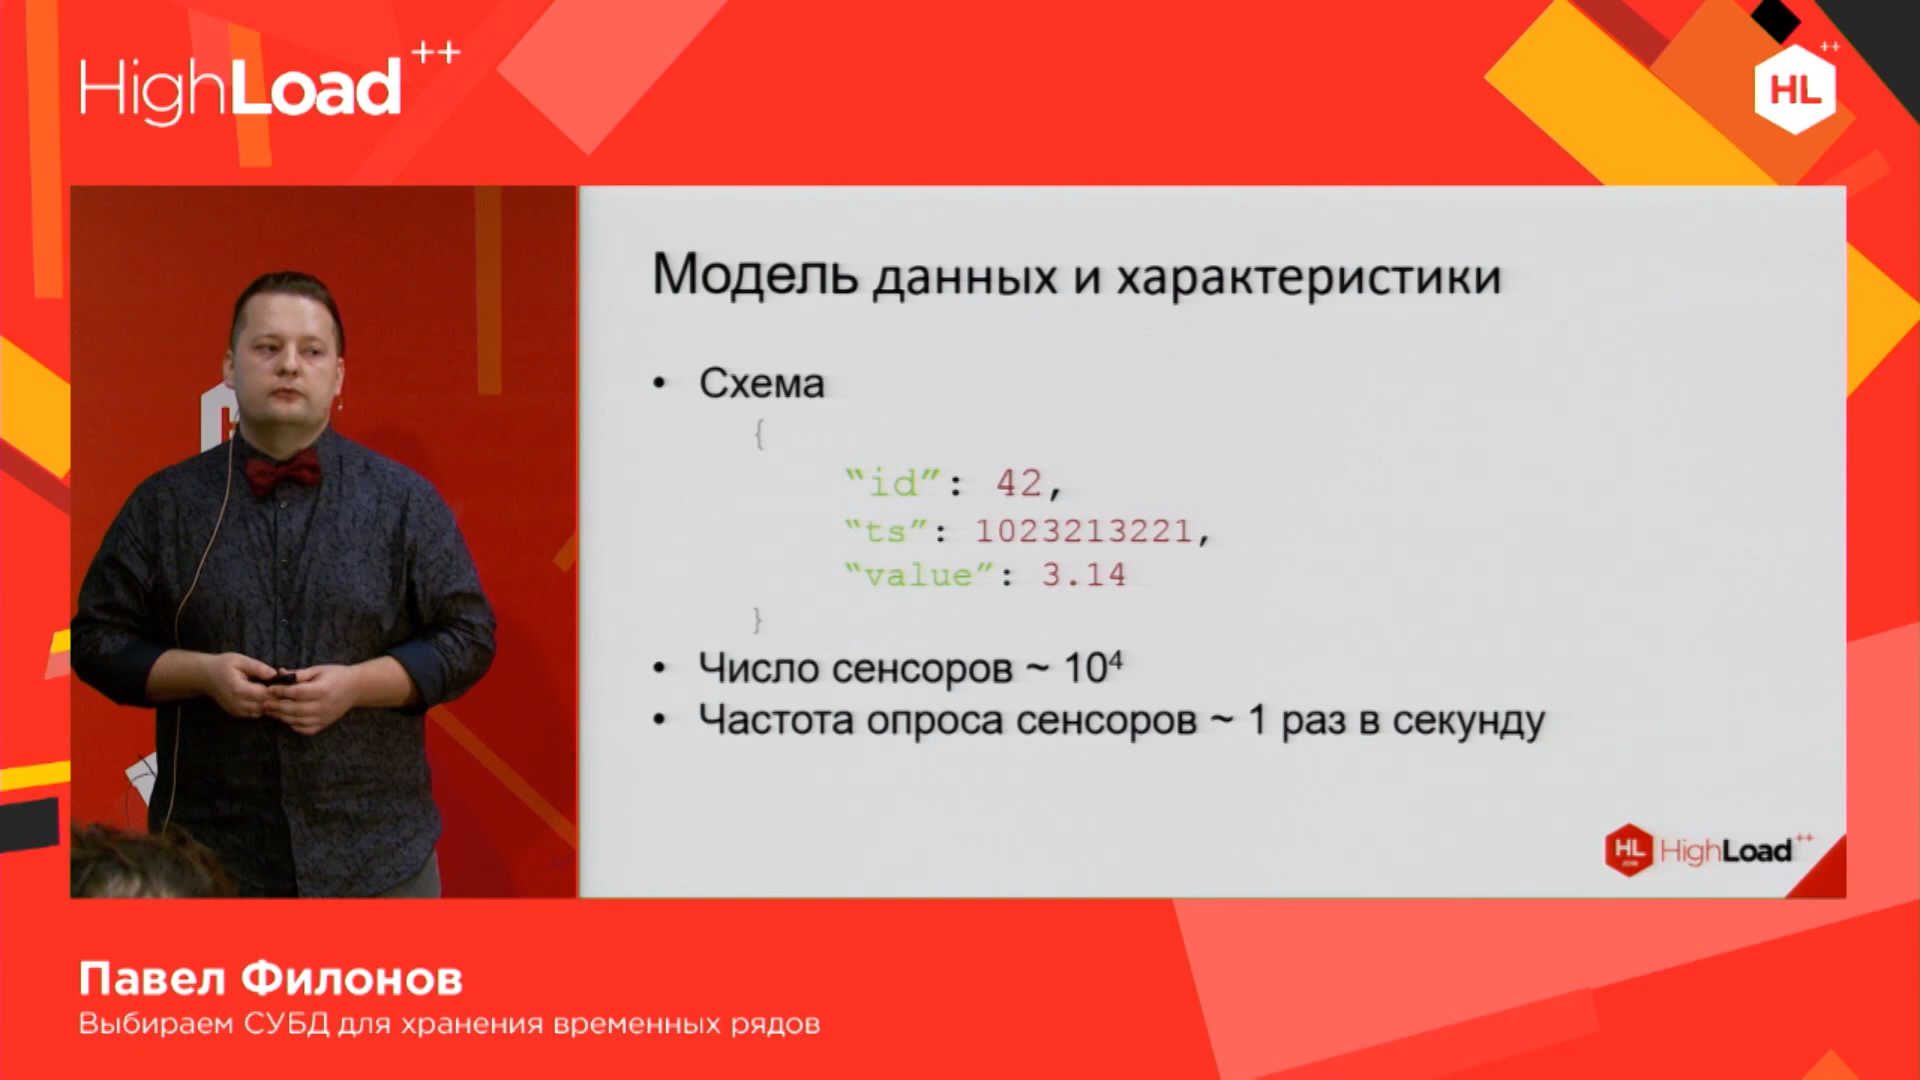 HighLoad++
HL++
Модель данных и характеристики
• Схема
{
“id”: 42,
“ts”: 1023213221,
“value”: 3.14
}
• Число сенсоров ~ 10⁴
• Частота опроса сенсоров ~ 1 раз в секунду
HL HighLoad++
Павел Филонов
Выбираем СУБД для хранения временных рядов